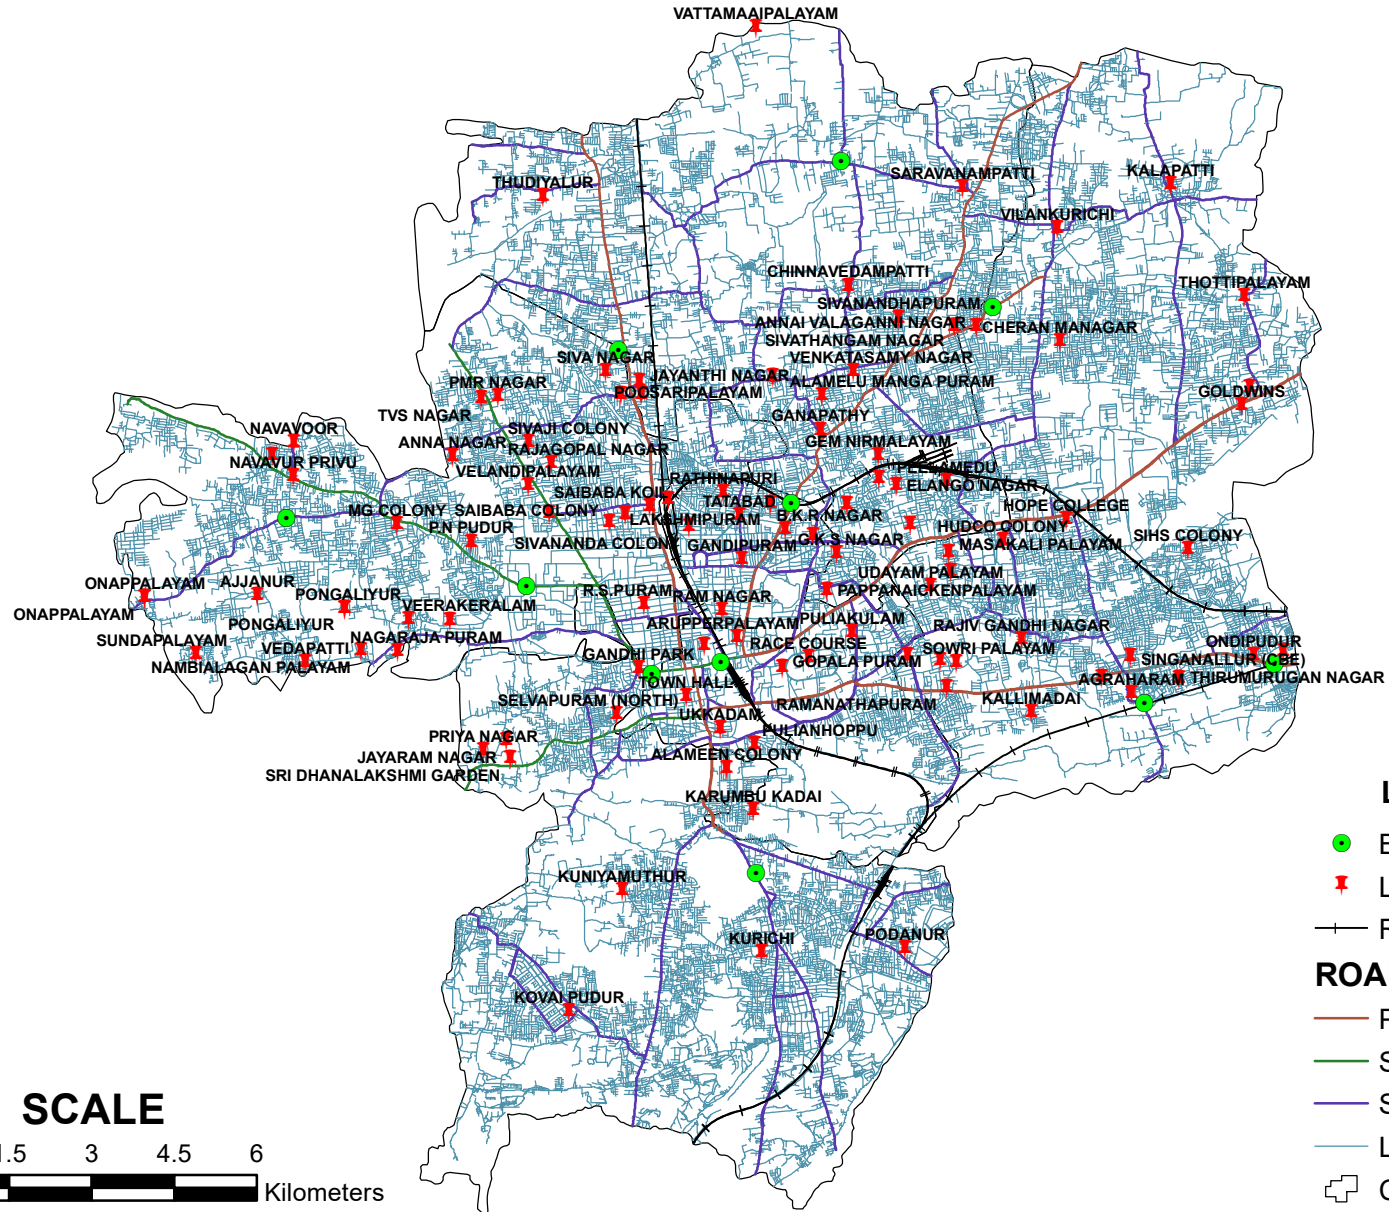 VATTAMAAIPALAYAM
THUDIYALUR
SARAVANAMPATTI
KALAPATTI
VILANKURICHI
CHINNAVEDAMPATTI
THOTTIPALAYAM
SIVANANDHAPURAM
ANNAI VALAGANNI NAGAR
CHERAN MANAGAR
SIVATHANGAM NAGAR
SIVA NAGAR
VENKATASAMY NAGAR
PMR NAGAR
JAYANTHI NAGAR
ALAMELU MANGA PURAM
POOSARIPALAYAM
GOLDWINS
TVS NAGAR
GANAPATHY
NAVAVOOR
SIVAJI COLONY
ANNA NAGAR
RAJAGOPAL NAGAR
GEM NIRMALAYAM
NAVAVUR PRIVU
VELANDIPALAYAM
PEELAMEDU
RATHINAPURI
ELANGO NAGAR
SAIBABA KOIL
TATABAD
HOPE COLLEGE
MG COLONY
SAIBABA COLONY
LAKSHMIPURAM
B.K.R NAGAR
P.N PUDUR
HUDCO COLONY
SIHS COLONY
SIVANANDA COLONY
GANDIPURAM
G.K.S NAGAR
MASAKALI PALAYAM
UDAYAM PALAYAM
ONAPPALAYAM
AJJANUR
PONGALIYUR
R.S.PURAM
RAM NAGAR
PAPPANAICKENPALAYAM
VEERAKERALAM
ONAPPALAYAM
PONGALIYUR
ARUPPERPALAYAM
PULIAKULAM
RAJIV GANDHI NAGAR
SUNDAPALAYAM
VEDAPATTI
NAGARAJA PURAM
RACE COURSE
SOWRI PALAYAM
ONDIPUDUR
NAMBIALAGAN PALAYAM
GANDHI PARK
GOPALA PURAM
SINGANALLUR (CBE)
TOWN HALL
AGRAHARAM
THIRUMURUGAN NAGAR
SELVAPURAM (NORTH)
RAMANATHAPURAM
KALLIMADAI
UKKADAM
PRIYA NAGAR
PULIANHOPPU
JAYARAM NAGAR
ALAMEEN COLONY
SRI DHANALAKSHMI GARDEN
KARUMBU KADAI
KUNIYAMUTHUR
KURICHI
PODANUR
KOVAI PUDUR
SCALE
1.5 3 4.5 6
Kilometers
L
E
L
ROA
S
S
L